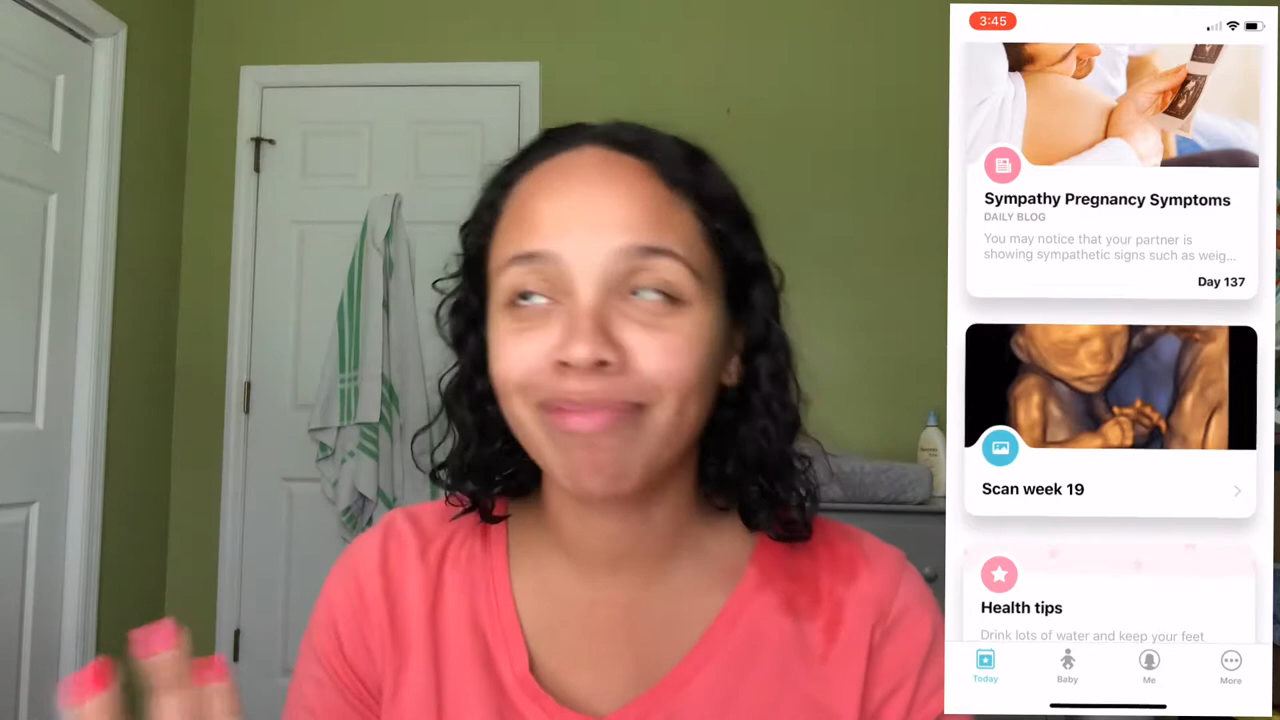 3:45
Sympathy Pregnancy Symptoms
DAILY BLOG
You may notice that your partner is
showing sympathetic signs such as weig...
Day 137
Scan week 19
Health tips
Drink lots of water and keep your feet
Today
Baby
Me
More